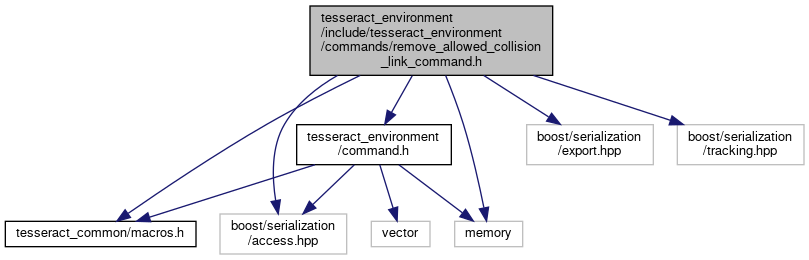 tesseract_environment
/include/tesseract_environment
/commands/remove_allowed_collision
_link_command.h
tesseract_environment
/command.h
boost/serialization
/export.hpp
boost/serialization
/tracking.hpp
tesseract_common/macros.h
boost/serialization
/access.hpp
vector
memory